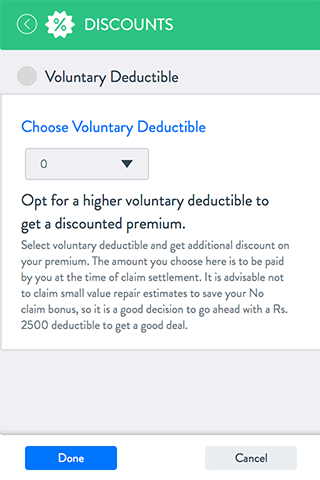 DISCOUNTS
Voluntary Deductible
Choose Voluntary Deductible
0
Opt for a higher voluntary deductible to
get a discounted premium.
Select voluntary deductible and get additional discount on
your premium. The amount you choose here is to be paid
by you at the time of claim settlement. It is advisable not
to claim small value repair estimates to save your No
claim bonus, so it is a good decision to go ahead with a Rs.
2500 deductible to get a good deal.
Done
Cancel